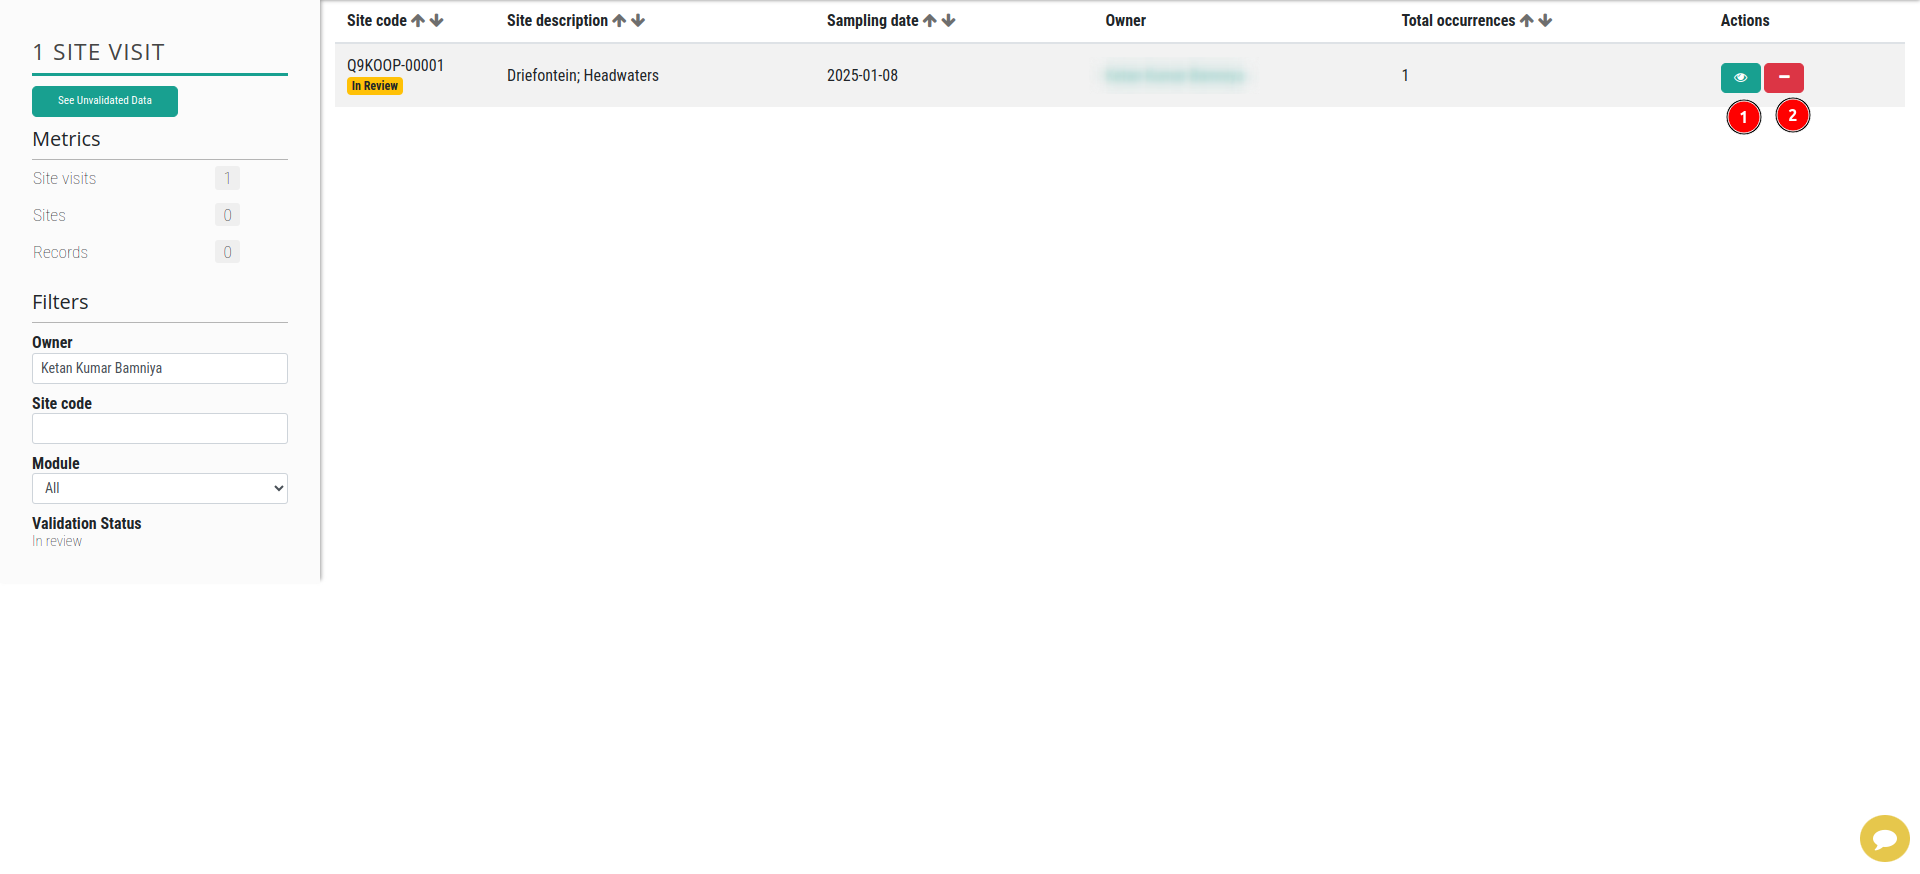 1 SITE VISIT
See Unvalidated Data
Metrics
Site visits 1
Sites 0
Records 0
Filters
Owner
Ketan Kumar Bamniya
Site code
Module
All
Validation Status
In review
Site code Site description Sampling date Owner Total occurrences Actions
Q9KOOP-00001
In Review
Driefontein; Headwaters 2025-01-08 1
1 2